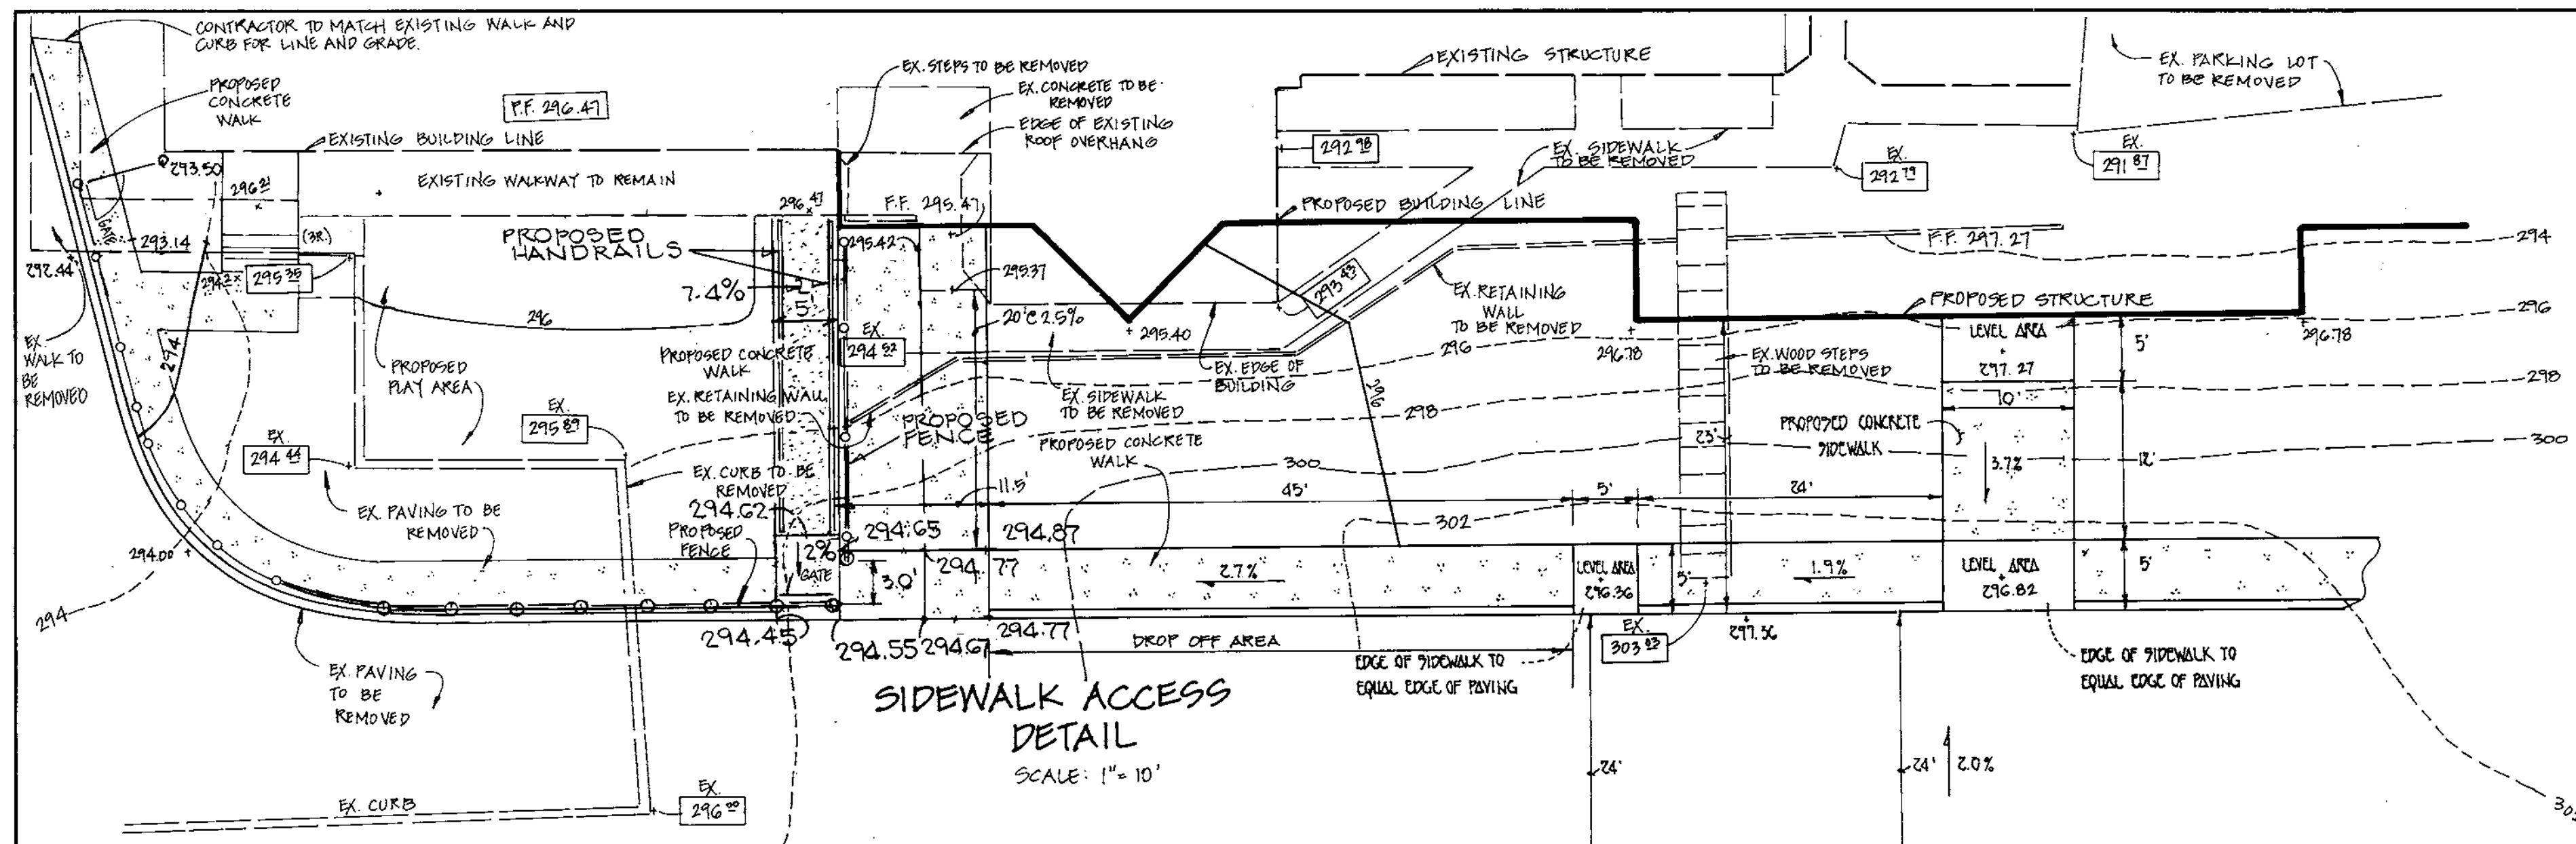 CONTRACTOR TO MATCH EXISTING WALK AND
CURB FOR LINE AND GRADE.
PROPOSED
CONCRETE
WALK
F.F. 296.47
EXISTING BUILDING LINE
EX. STEPS TO BE REMOVED
EX. CONCRETE TO BE
REMOVED
EDGE OF EXISTING
ROOF OVERHANG
EXISTING STRUCTURE
EX. PARKING LOT
TO BE REMOVED
293.50
296 21
EXISTING WALKWAY TO REMAIN
296.47
F.F. 295.47
292 98
EX. SIDEWALK
TO BE REMOVED
EX.
292 79
EX.
291 87
PROPOSED BUILDING LINE
GATE
293.14
(3R.)
292.44
294.2
295 35
PROPOSED
HANDRAILS
295.42
295.37
7.4%
5'
20' @ 2.5%
293 43
F.F. 297.27
294
296
EX.
WALK TO
BE
REMOVED
294
PROPOSED
PLAY AREA
PROPOSED CONCRETE
WALK
EX.
294 52
295.40
EX. RETAINING
WALL
TO BE REMOVED
296
296.78
PROPOSED STRUCTURE
LEVEL AREA
297.27
5'
296.78
296
EX. RETAINING WALL
TO BE REMOVED
EX. SIDEWALK
TO BE REMOVED
EX. EDGE OF
BUILDING
EX. WOOD STEPS
TO BE REMOVED
298
298
10'
EX.
295 89
EX.
294 44
PROPOSED
FENCE
PROPOSED CONCRETE
WALK
23'
PROPOSED CONCRETE
SIDEWALK
3.7%
12'
300
300
EX. CURB TO BE
REMOVED
EX. PAVING TO BE
REMOVED
294.62
11.5'
45'
5'
24'
302
PROPOSED
FENCE
294.65
294.87
2%
GATE
3.0'
294.77
2.7%
LEVEL AREA
296.36
5'
1.9%
LEVEL AREA
296.82
5'
294.00
294
294.45
294.55
294.67
294.77
DROP OFF AREA
EX.
303 23
297.36
EDGE OF SIDEWALK TO
EQUAL EDGE OF PAVING
EDGE OF SIDEWALK TO
EQUAL EDGE OF PAVING
EX. PAVING
TO BE
REMOVED
SIDEWALK ACCESS
DETAIL
SCALE: 1" = 10'
24'
24'
2.0%
EX. CURB
EX.
296 00